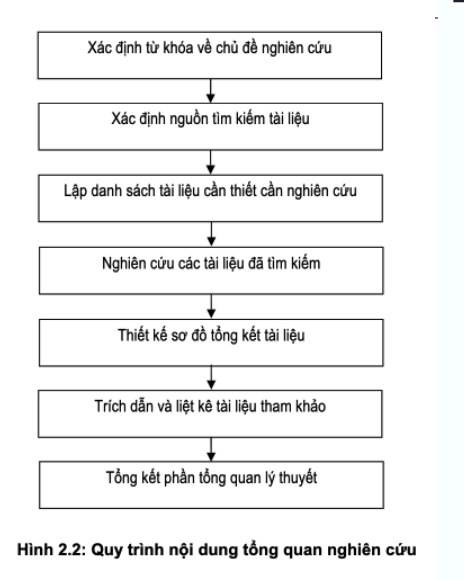 Xác định từ khóa về chủ đề nghiên cứu
Xác định nguồn tìm kiếm tài liệu
Lập danh sách tài liệu cần thiết cần nghiên cứu
Nghiên cứu các tài liệu đã tìm kiếm
Thiết kế sơ đồ tổng kết tài liệu
Trích dẫn và liệt kê tài liệu tham khảo
Tổng kết phần tổng quan lý thuyết
Hình 2.2: Quy trình nội dung tổng quan nghiên cứu